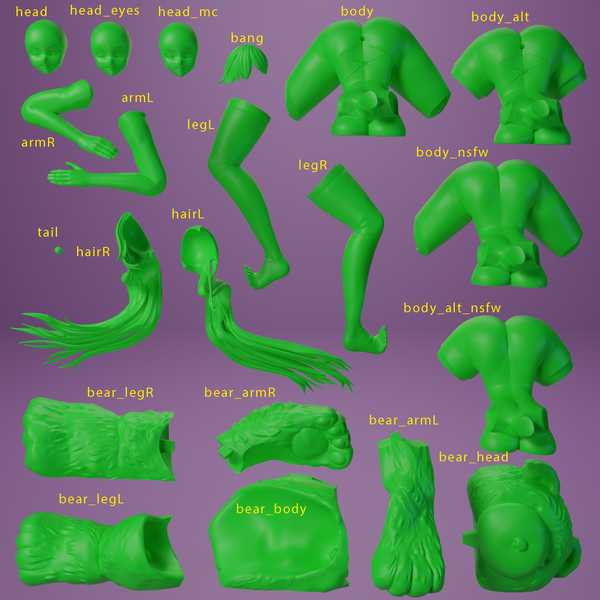 head
head_eyes
head_mc
bang
body
body_alt
armL
armR
legL
legR
body_nsfw
tail
hairR
hairL
body_alt_nsfw
bear_legR
bear_armR
bear_armL
bear_head
bear_legL
bear_body